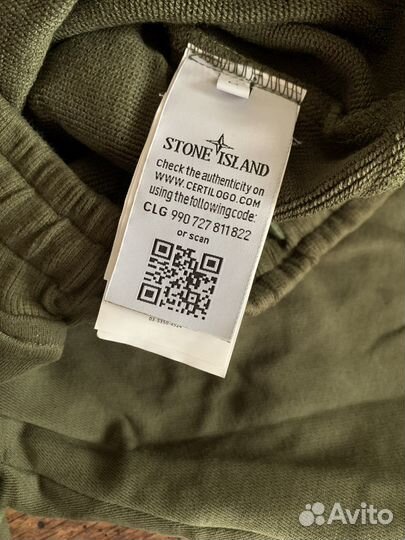 STONE ISLAND
Check the authenticity on
WWW.CERTILOGO.COM
using the following code:
CLG 990 727 811 822
or scan
Avito